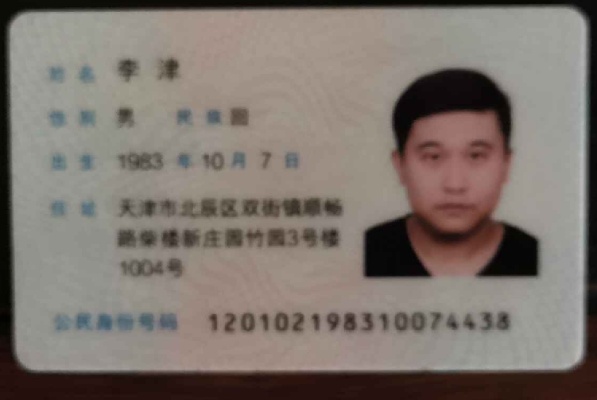 姓名 李津
性别 男 民族 回
出生 1983 年 10 月 7 日
住址 天津市北辰区双街镇顺畅
路柴楼新庄园竹园3号楼
1004号
公民身份号码 120102198310074438